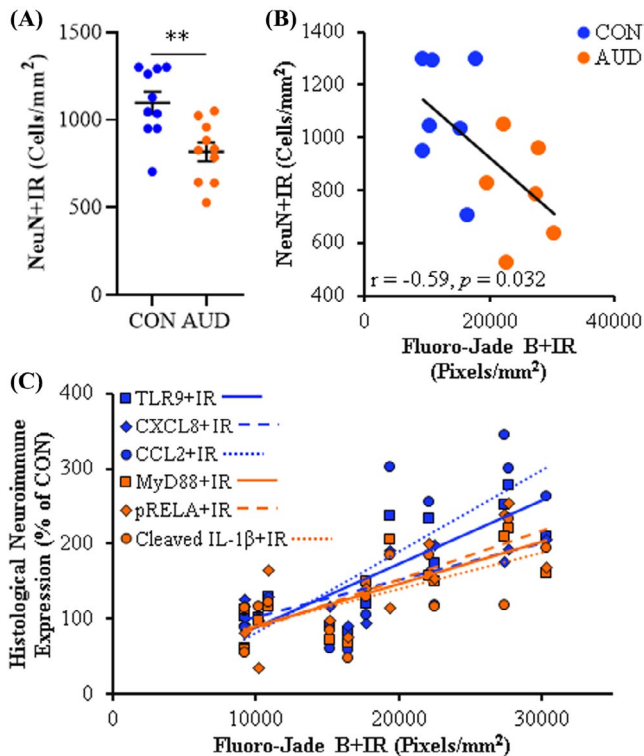 (A)
**
NeuN+IR (Cells/mm²)
1500
1000
500
0
CON AUD
(B)
CON
AUD
NeuN+IR (Cells/mm²)
1400
1200
1000
800
600
400
r = -0.59, p = 0.032
0
20000
40000
Fluoro-Jade B+IR
(Pixels/mm²)
(C)
Histological Neuroimmune
Expression (% of CON)
400
300
200
100
0
TLR9+IR
CXCL8+IR
CCL2+IR
MyD88+IR
pRELA+IR
Cleaved IL-1β+IR
0
10000
20000
30000
Fluoro-Jade B+IR (Pixels/mm²)